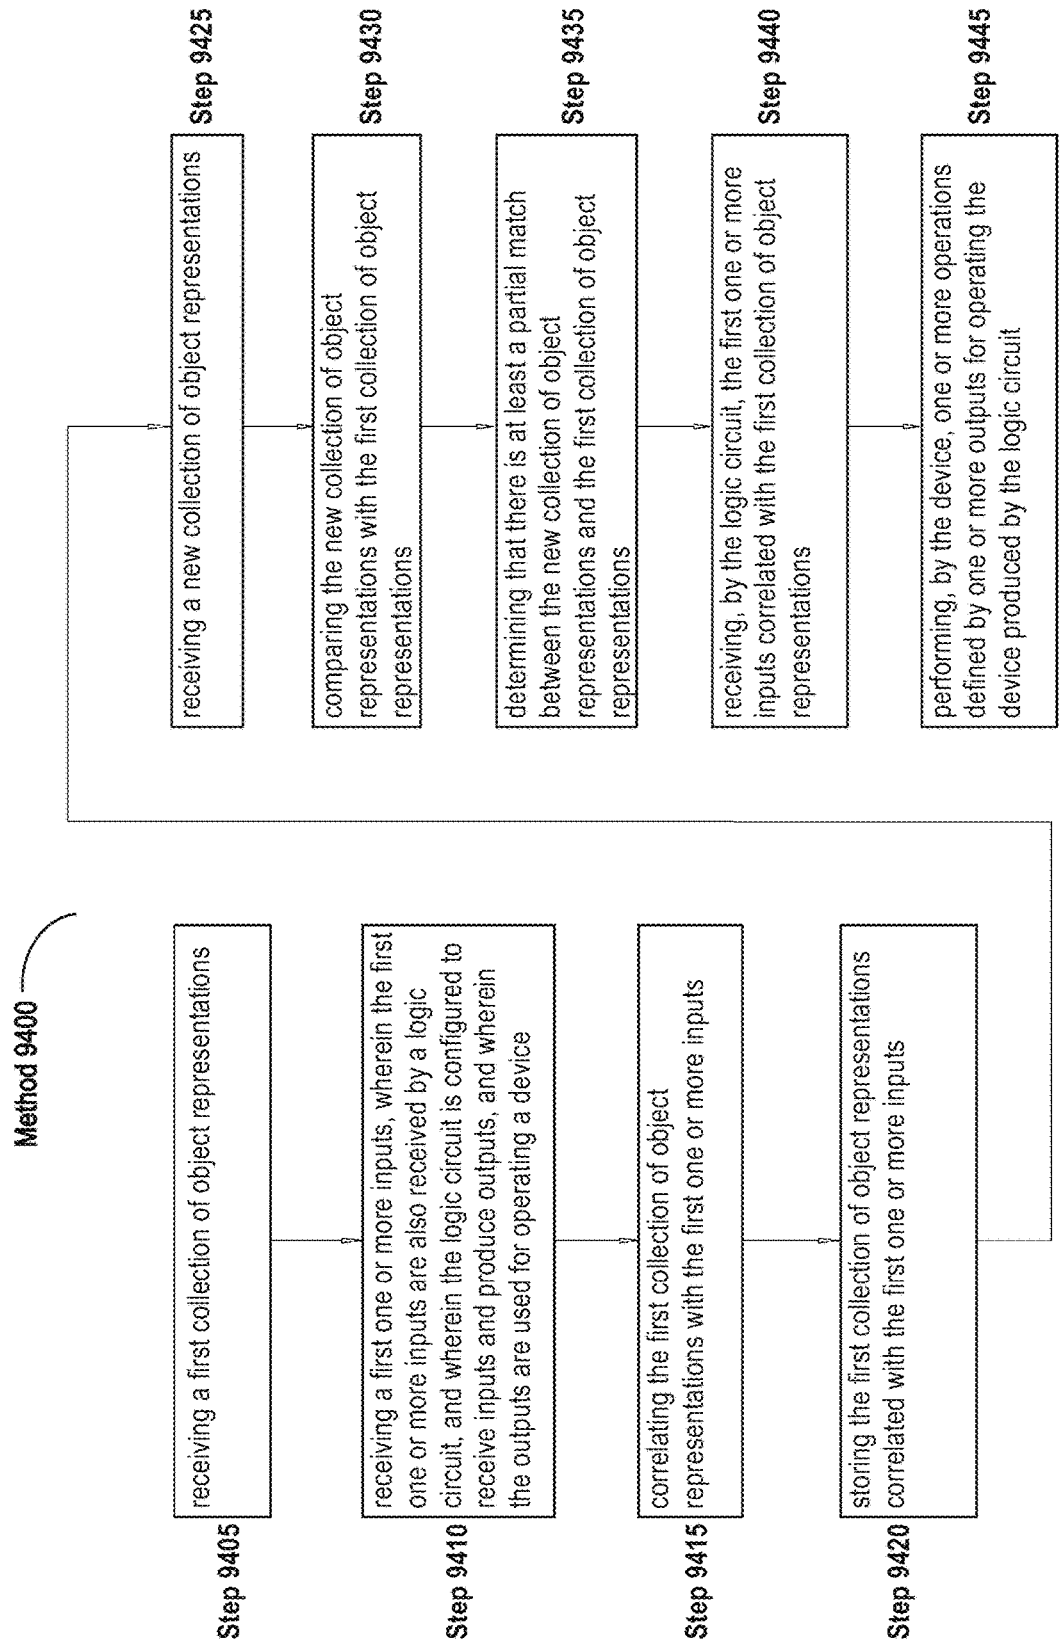 Method 9400
Step 9405
receiving a first collection of object representations
Step 9410
receiving a first one or more inputs, wherein the first
one or more inputs are also received by a logic
circuit, and wherein the logic circuit is configured to
receive inputs and produce outputs, and wherein
the outputs are used for operating a device
Step 9415
correlating the first collection of object
representations with the first one or more inputs
Step 9420
storing the first collection of object representations
correlated with the first one or more inputs
receiving a new collection of object representations
Step 9425
comparing the new collection of object
representations with the first collection of object
representations
Step 9430
determining that there is at least a partial match
between the new collection of object
representations and the first collection of object
representations
Step 9435
receiving, by the logic circuit, the first one or more
inputs correlated with the first collection of object
representations
Step 9440
performing, by the device, one or more operations
defined by one or more outputs for operating the
device produced by the logic circuit
Step 9445